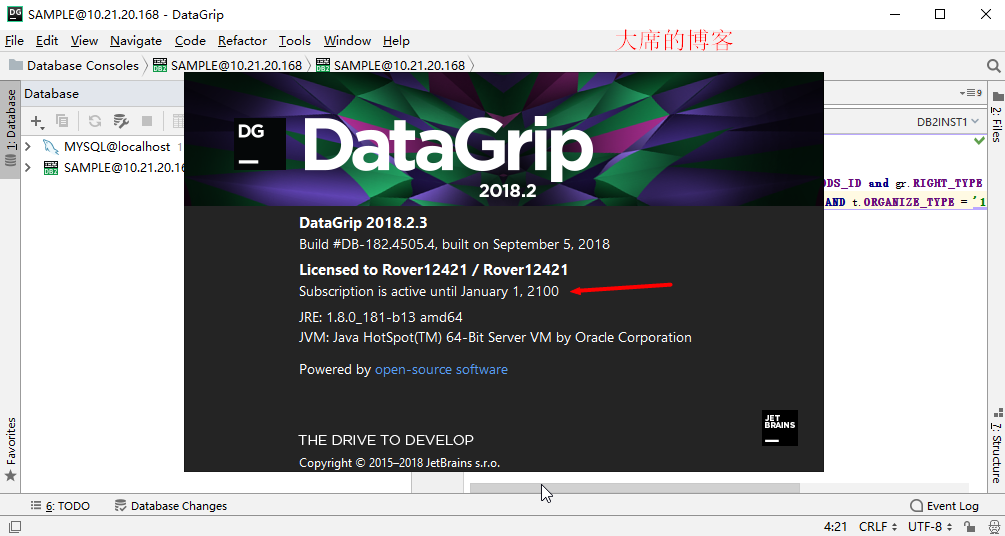 SAMPLE@10.21.20.168 - DataGrip
File Edit View Navigate Code Refactor Tools Window Help
大席的博客
Database Consoles SAMPLE@10.21.20.168 SAMPLE@10.21.20.168
1: Database
Database
9
2: Files
DB2INST1
MYSQL@localhost 1
SAMPLE@10.21.20.16
DG
DataGrip
2018.2
ODS_ID and gr.RIGHT_TYPE
AND t.ORGANIZE_TYPE = '1
DataGrip 2018.2.3
Build #DB-182.4505.4, built on September 5, 2018
Licensed to Rover12421 / Rover12421
Subscription is active until January 1, 2100
JRE: 1.8.0_181-b13 amd64
JVM: Java HotSpot(TM) 64-Bit Server VM by Oracle Corporation
Powered by open-source software
THE DRIVE TO DEVELOP
Copyright © 2015–2018 JetBrains s.r.o.
JET
BRAINS
Favorites
7: Structure
6: TODO Database Changes Event Log
4:21 CRLF UTF-8